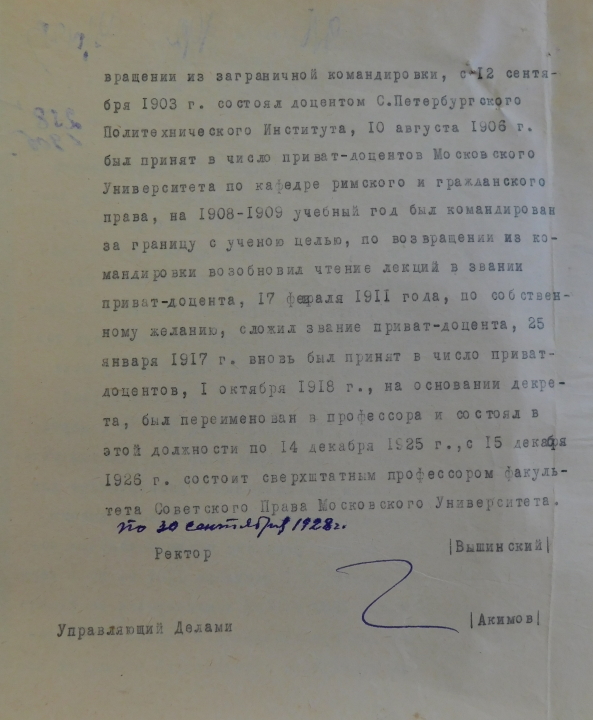 вращении из заграничной командировки, с 12 сентя-
бря 1903 г. состоял доцентом С.Петербургского
Политехнического Института, 10 августа 1906 г.
был принят в число приват-доцентов Московского
Университета по кафедре римского и гражданского
права, на 1908-1909 учебный год был командирован
за границу с ученою целью, по возвращении из ко-
мандировки возобновил чтение лекций в звании
приват-доцента, 17 февраля 1911 года, по собствен-
ному желанию, сложил звание приват-доцента, 25
января 1917 г. вновь был принят в число приват-
доцентов, I октября 1918 г., на основании декре-
та, был переименован в профессора и состоял в
этой должности по 14 декабря 1925 г.,с 15 декабря
1926 г. состоит сверхштатным профессором факуль-
тета Советского Права Московского Университета.
по 30 сентября 1928г.
Ректор |Вышинский|
Управляющий Делами |Акимов|